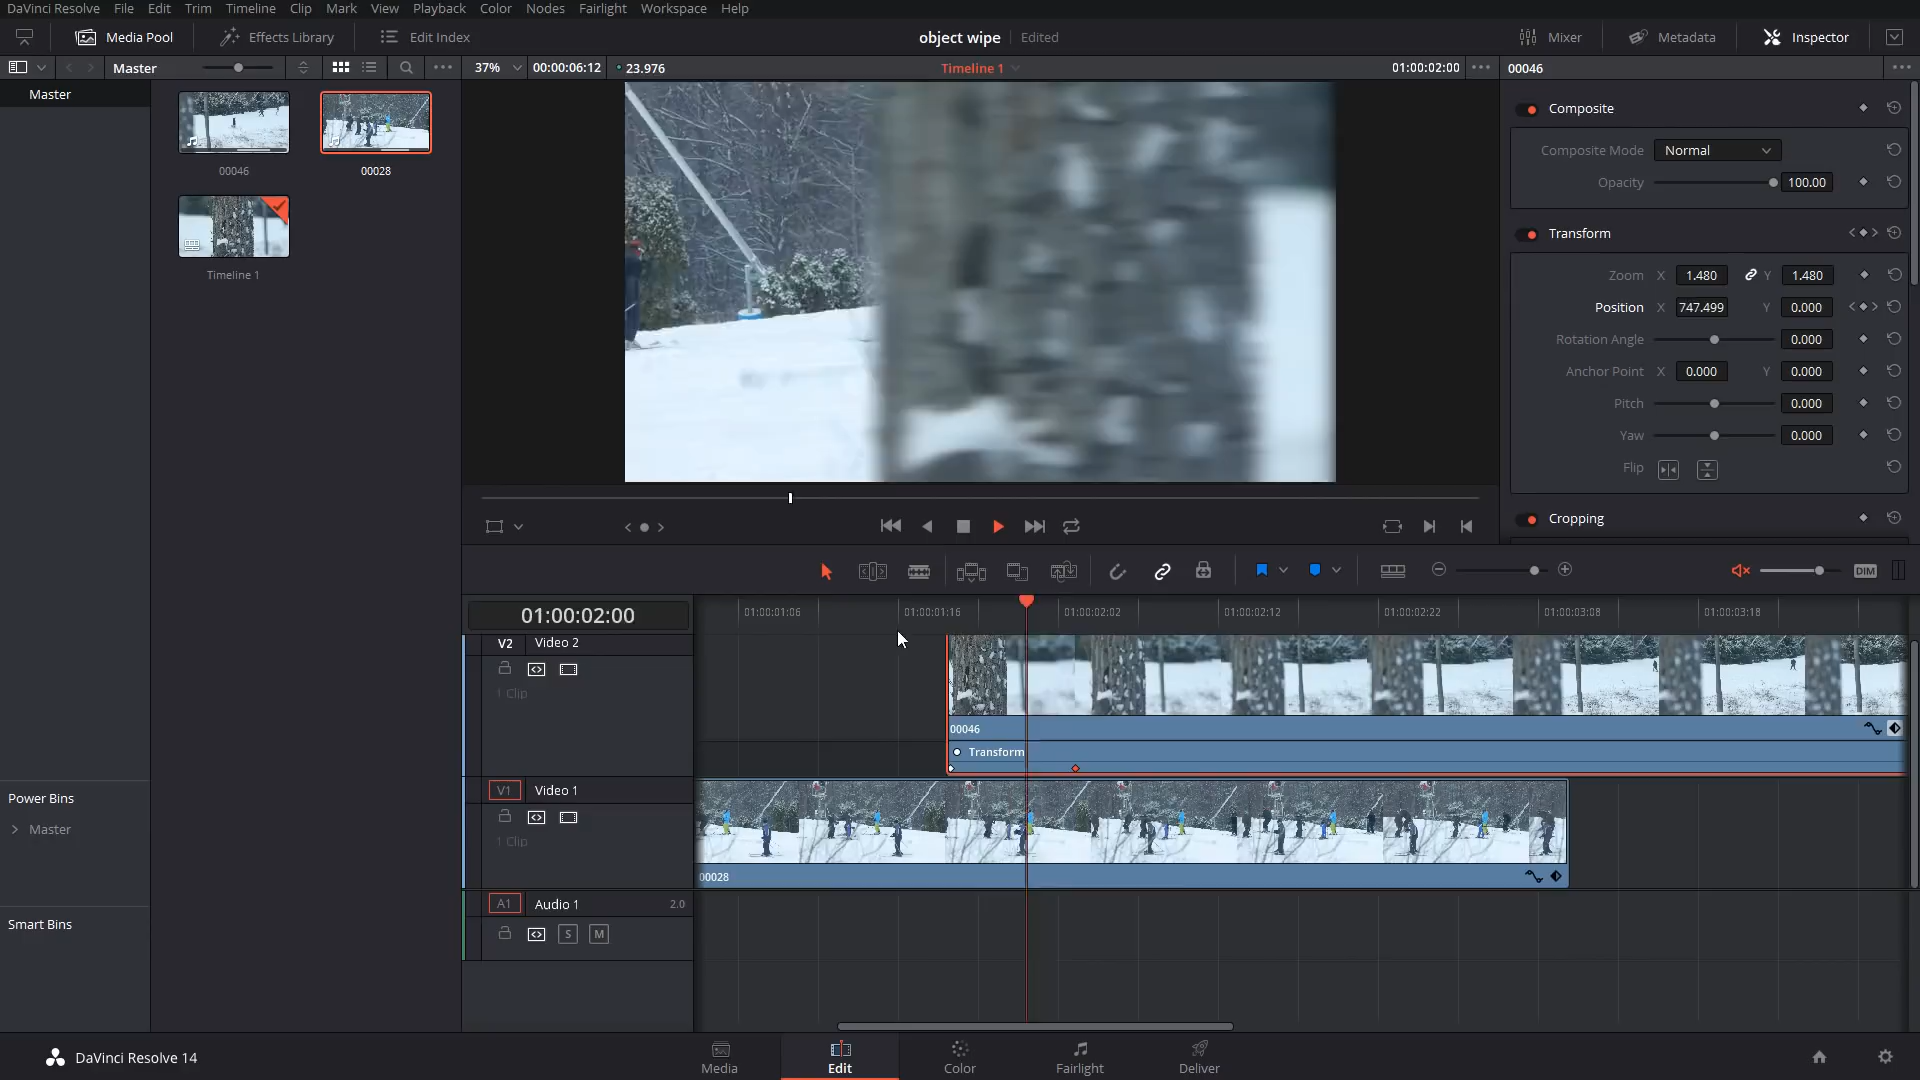 DaVinci Resolve File Edit Trim Timeline Clip Mark View Playback Color Nodes Fairlight Workspace Help
Media Pool Effects Library Edit Index object wipe Edited Mixer Metadata Inspector
Master 37% 00:00:06:12 23.976 Timeline 1 01:00:02:00 00046
Master
00046
00028
Timeline 1
Composite
Composite Mode Normal
Opacity 100.00
Transform
Zoom X 1.480 Y 1.480
Position X 747.499 Y 0.000
Rotation Angle 0.000
Anchor Point X 0.000 Y 0.000
Pitch 0.000
Yaw 0.000
Flip
Cropping
DIM
01:00:02:00
01:00:01:06 01:00:01:16 01:00:02:02 01:00:02:12 01:00:02:22 01:00:03:08 01:00:03:18
V2 Video 2
1 Clip
00046
Transform
V1 Video 1
1 Clip
00028
A1 Audio 1 2.0
S M
Power Bins
Master
Smart Bins
DaVinci Resolve 14
Media Edit Color Fairlight Deliver